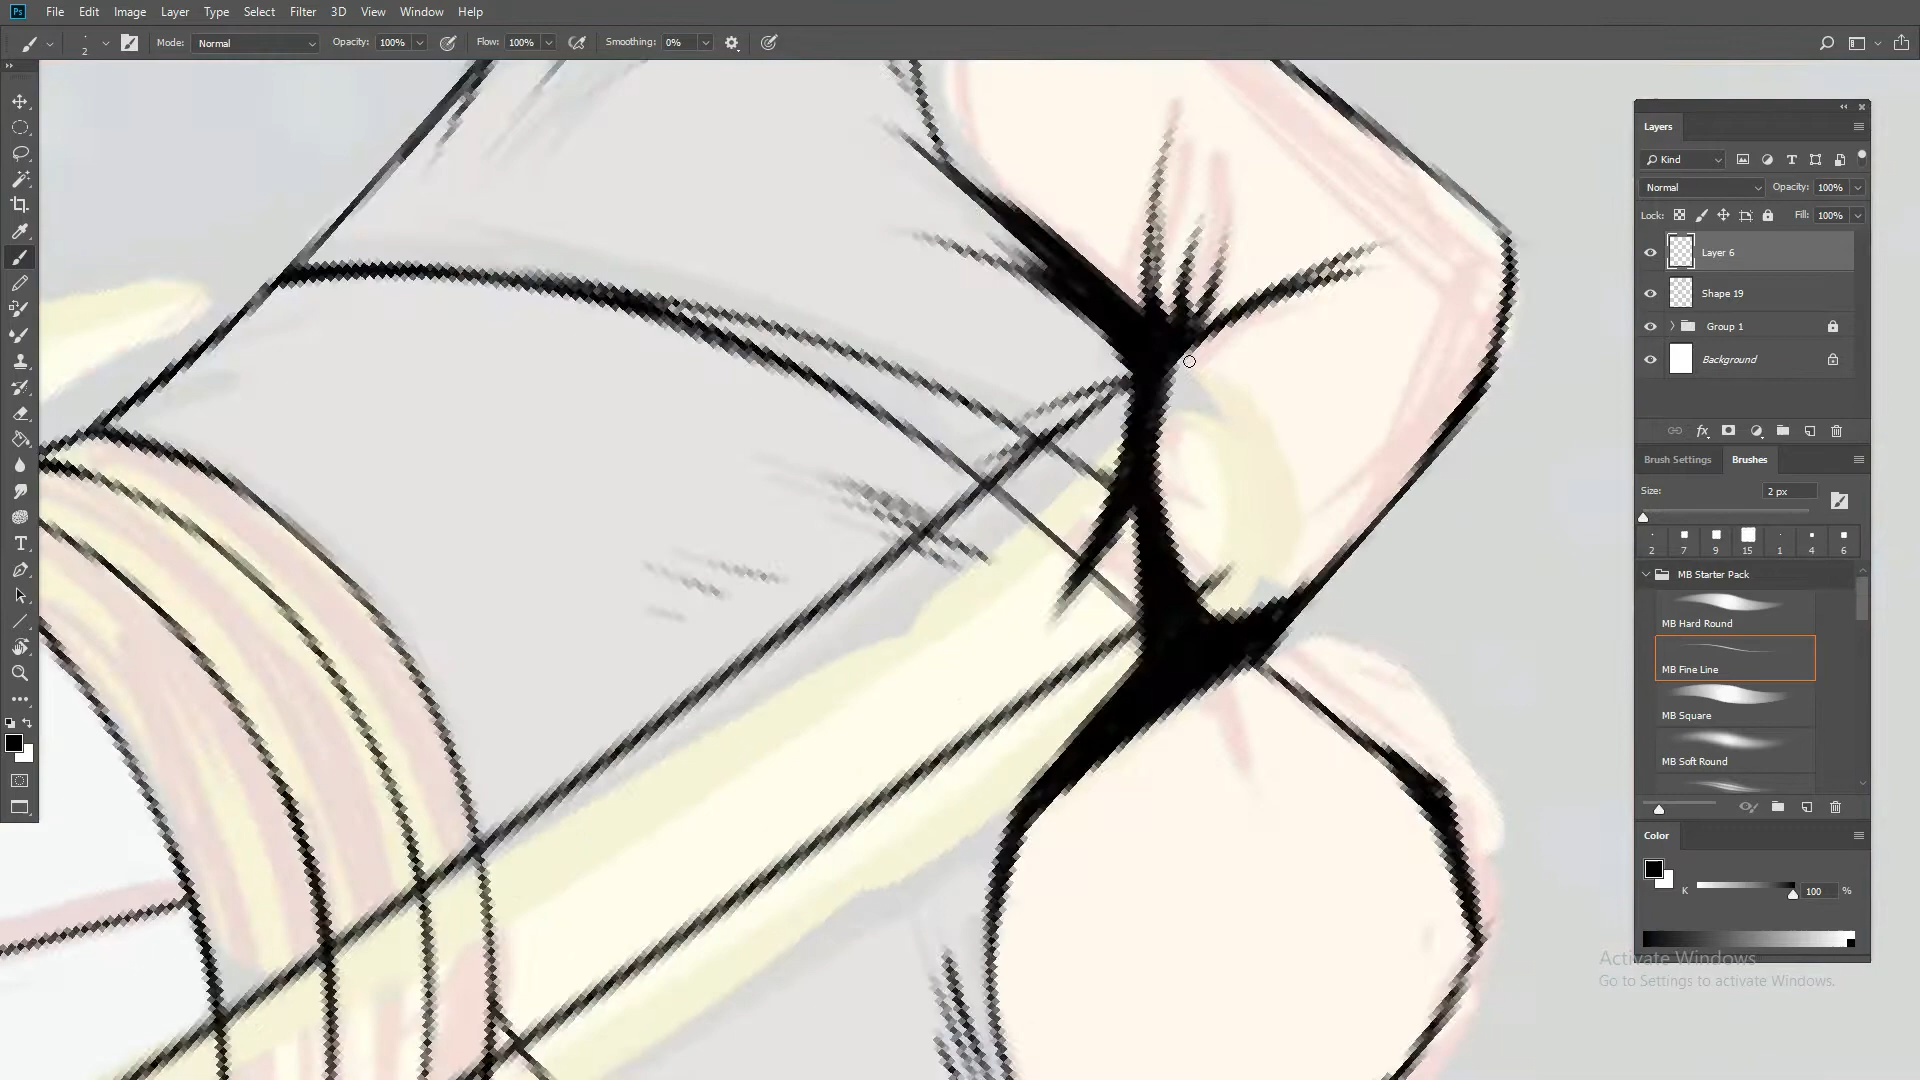 Ps File Edit Image Layer Type Select Filter 3D View Window Help
2 Mode: Normal Opacity: 100% Flow: 100% Smoothing: 0%
Layers
Kind
Normal Opacity: 100%
Lock: Fill: 100%
Layer 6
Shape 19
Group 1
Background
Brush Settings Brushes
Size: 2 px
2 7 9 15 1 4 6
MB Starter Pack
MB Hard Round
MB Fine Line
MB Square
MB Soft Round
Color
K 100 %
Activate Windows
Go to Settings to activate Windows.